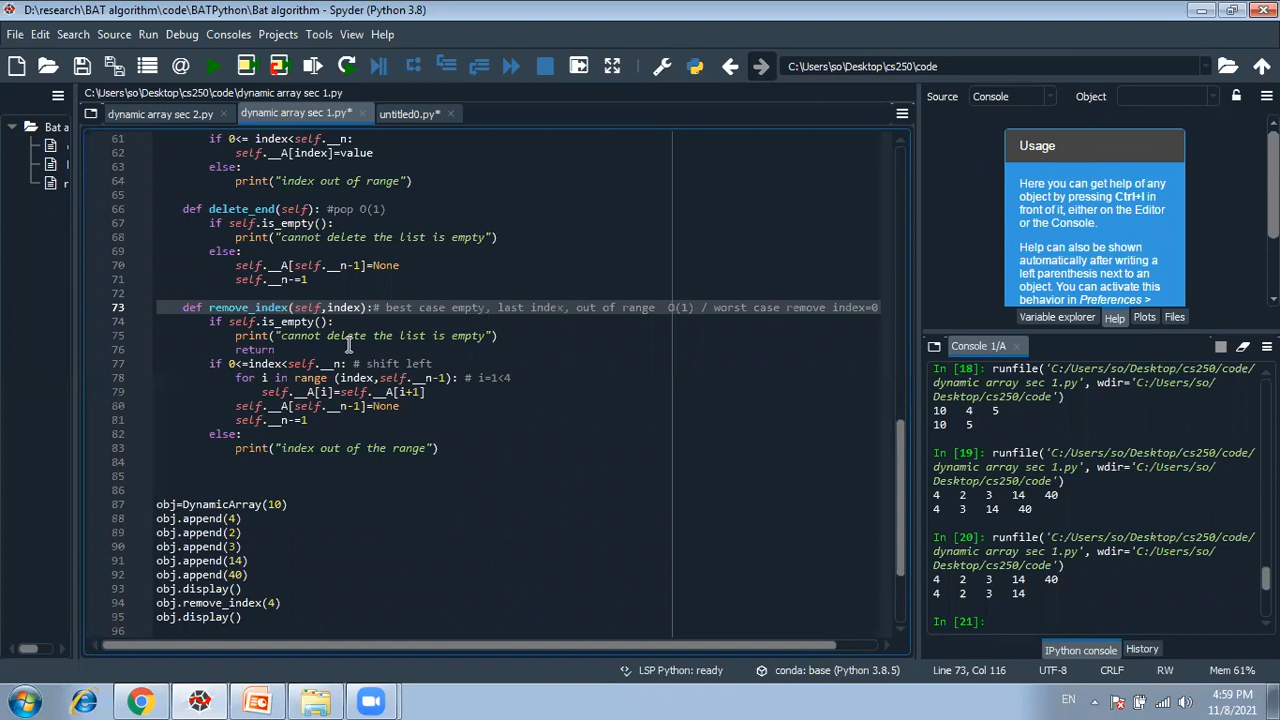 D:\research\BAT algorithm\code\BATPython\Bat algorithm - Spyder (Python 3.8)
File Edit Search Source Run Debug Consoles Projects Tools View Help
C:\Users\so\Desktop\cs250\code
C:\Users\so\Desktop\cs250\code\dynamic array sec 1.py
dynamic array sec 2.py
dynamic array sec 1.py*
untitled0.py*
Bat a
61 if 0<= index<self.__n:
62 self.__A[index]=value
63 else:
64 print("index out of range")
65
66 def delete_end(self): #pop O(1)
67 if self.is_empty():
68 print("cannot delete the list is empty")
69 else:
70 self.__A[self.__n-1]=None
71 self.__n-=1
72
73 def remove_index(self,index):# best case empty, last index, out of range O(1) / worst case remove index=0
74 if self.is_empty():
75 print("cannot delete the list is empty")
76 return
77 if 0<=index<self.__n: # shift left
78 for i in range (index,self.__n-1): # i=1<4
79 self.__A[i]=self.__A[i+1]
80 self.__A[self.__n-1]=None
81 self.__n-=1
82 else:
83 print("index out of the range")
84
85
86
87 obj=DynamicArray(10)
88 obj.append(4)
89 obj.append(2)
90 obj.append(3)
91 obj.append(14)
92 obj.append(40)
93 obj.display()
94 obj.remove_index(4)
95 obj.display()
96
Source Console Object
Usage
Here you can get help of any
object by pressing Ctrl+I in
front of it, either on the Editor
or the Console.
Help can also be shown
automatically after writing a
left parenthesis next to an
object. You can activate this
behavior in Preferences >
Variable explorer Help Plots Files
Console 1/A
In [18]: runfile('C:/Users/so/Desktop/cs250/code/
dynamic array sec 1.py', wdir='C:/Users/so/
Desktop/cs250/code')
10 4 5
10 5
In [19]: runfile('C:/Users/so/Desktop/cs250/code/
dynamic array sec 1.py', wdir='C:/Users/so/
Desktop/cs250/code')
4 2 3 14 40
4 3 14 40
In [20]: runfile('C:/Users/so/Desktop/cs250/code/
dynamic array sec 1.py', wdir='C:/Users/so/
Desktop/cs250/code')
4 2 3 14 40
4 2 3 14
In [21]:
IPython console History
LSP Python: ready conda: base (Python 3.8.5) Line 73, Col 116 UTF-8 CRLF RW Mem 61%
EN
4:59 PM
11/8/2021